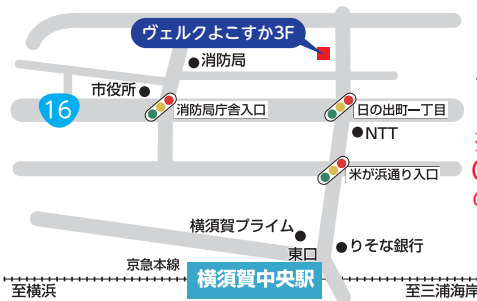 ヴェルクよこすか3F
消防局
市役所
16
消防局庁舎入口
日の出町一丁目
NTT
米が浜通り入口
横須賀プライム
東口
りそな銀行
京急本線
横須賀中央駅
至横浜
至三浦海岸